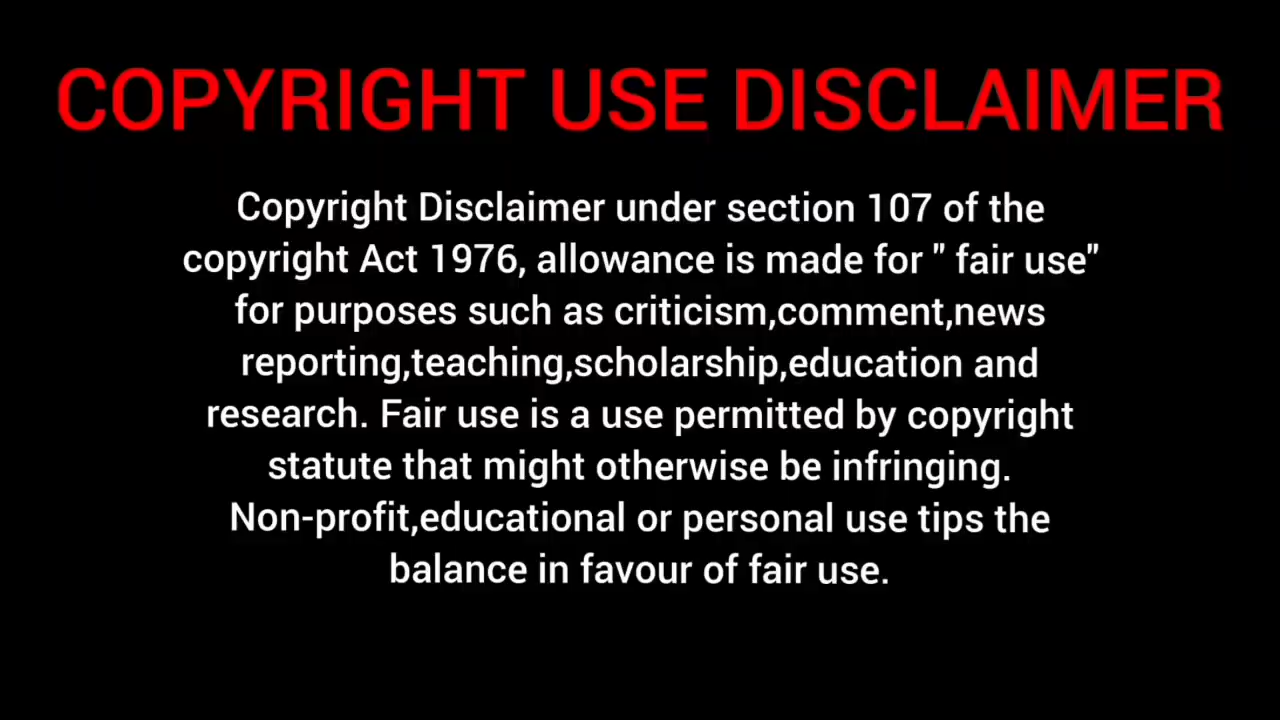 COPYRIGHT USE DISCLAIMER
Copyright Disclaimer under section 107 of the
copyright Act 1976, allowance is made for " fair use"
for purposes such as criticism,comment,news
reporting,teaching,scholarship,education and
research. Fair use is a use permitted by copyright
statute that might otherwise be infringing.
Non-profit,educational or personal use tips the
balance in favour of fair use.